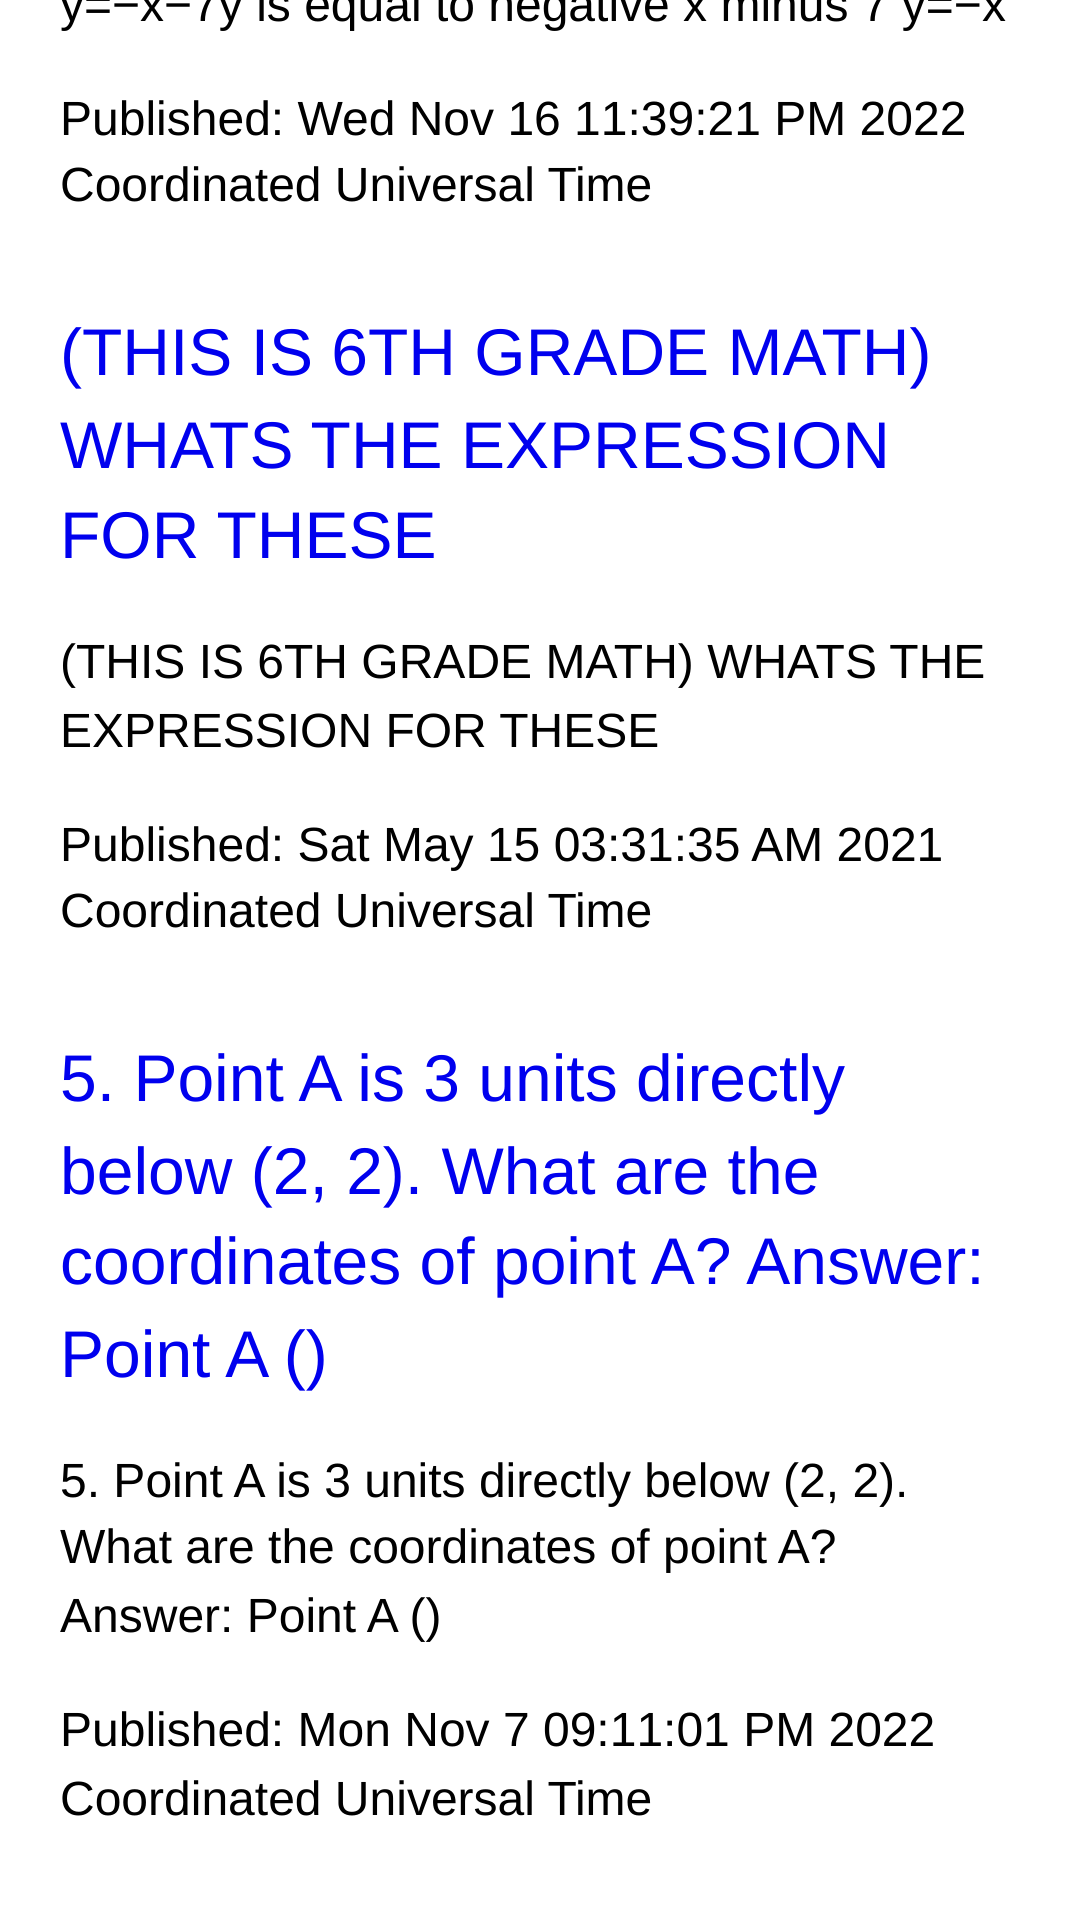 y=−x−7y is equal to negative x minus 7 y=−x
Published: Wed Nov 16 11:39:21 PM 2022
Coordinated Universal Time
(THIS IS 6TH GRADE MATH)
WHATS THE EXPRESSION
FOR THESE
(THIS IS 6TH GRADE MATH) WHATS THE
EXPRESSION FOR THESE
Published: Sat May 15 03:31:35 AM 2021
Coordinated Universal Time
5. Point A is 3 units directly
below (2, 2). What are the
coordinates of point A? Answer:
Point A ()
5. Point A is 3 units directly below (2, 2).
What are the coordinates of point A?
Answer: Point A ()
Published: Mon Nov 7 09:11:01 PM 2022
Coordinated Universal Time